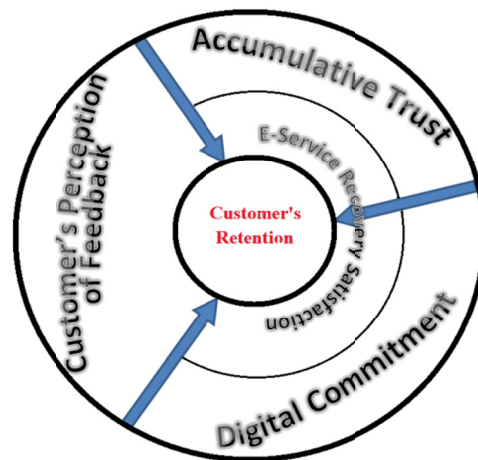 Accumulative Trust
E-Service Recovery Satisfaction
Customer's Perception
of Feedback
Customer's
Retention
Digital Commitment